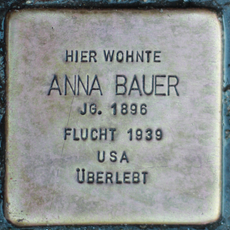 HIER WOHNTE
ANNA BAUER
JG. 1896
FLUCHT 1939
USA
ÜBERLEBT